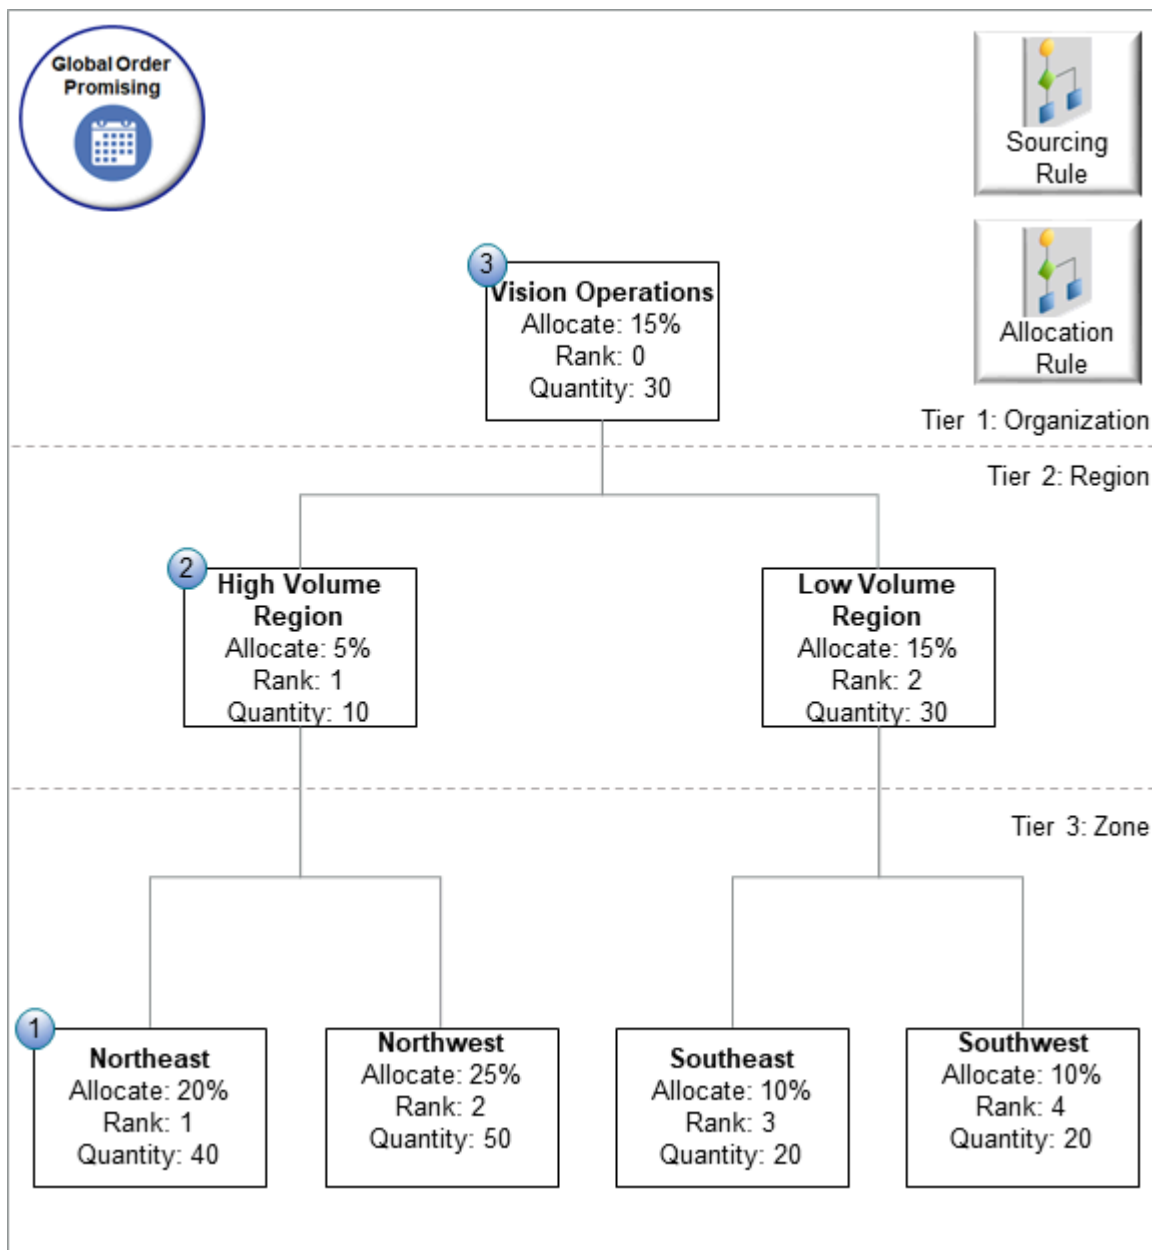 Global Order
Promising
Sourcing
Rule
Allocation
Rule
3
Vision Operations
Allocate: 15%
Rank: 0
Quantity: 30
Tier 1: Organization
Tier 2: Region
2
High Volume
Region
Allocate: 5%
Rank: 1
Quantity: 10
Low Volume
Region
Allocate: 15%
Rank: 2
Quantity: 30
Tier 3: Zone
1
Northeast
Allocate: 20%
Rank: 1
Quantity: 40
Northwest
Allocate: 25%
Rank: 2
Quantity: 50
Southeast
Allocate: 10%
Rank: 3
Quantity: 20
Southwest
Allocate: 10%
Rank: 4
Quantity: 20